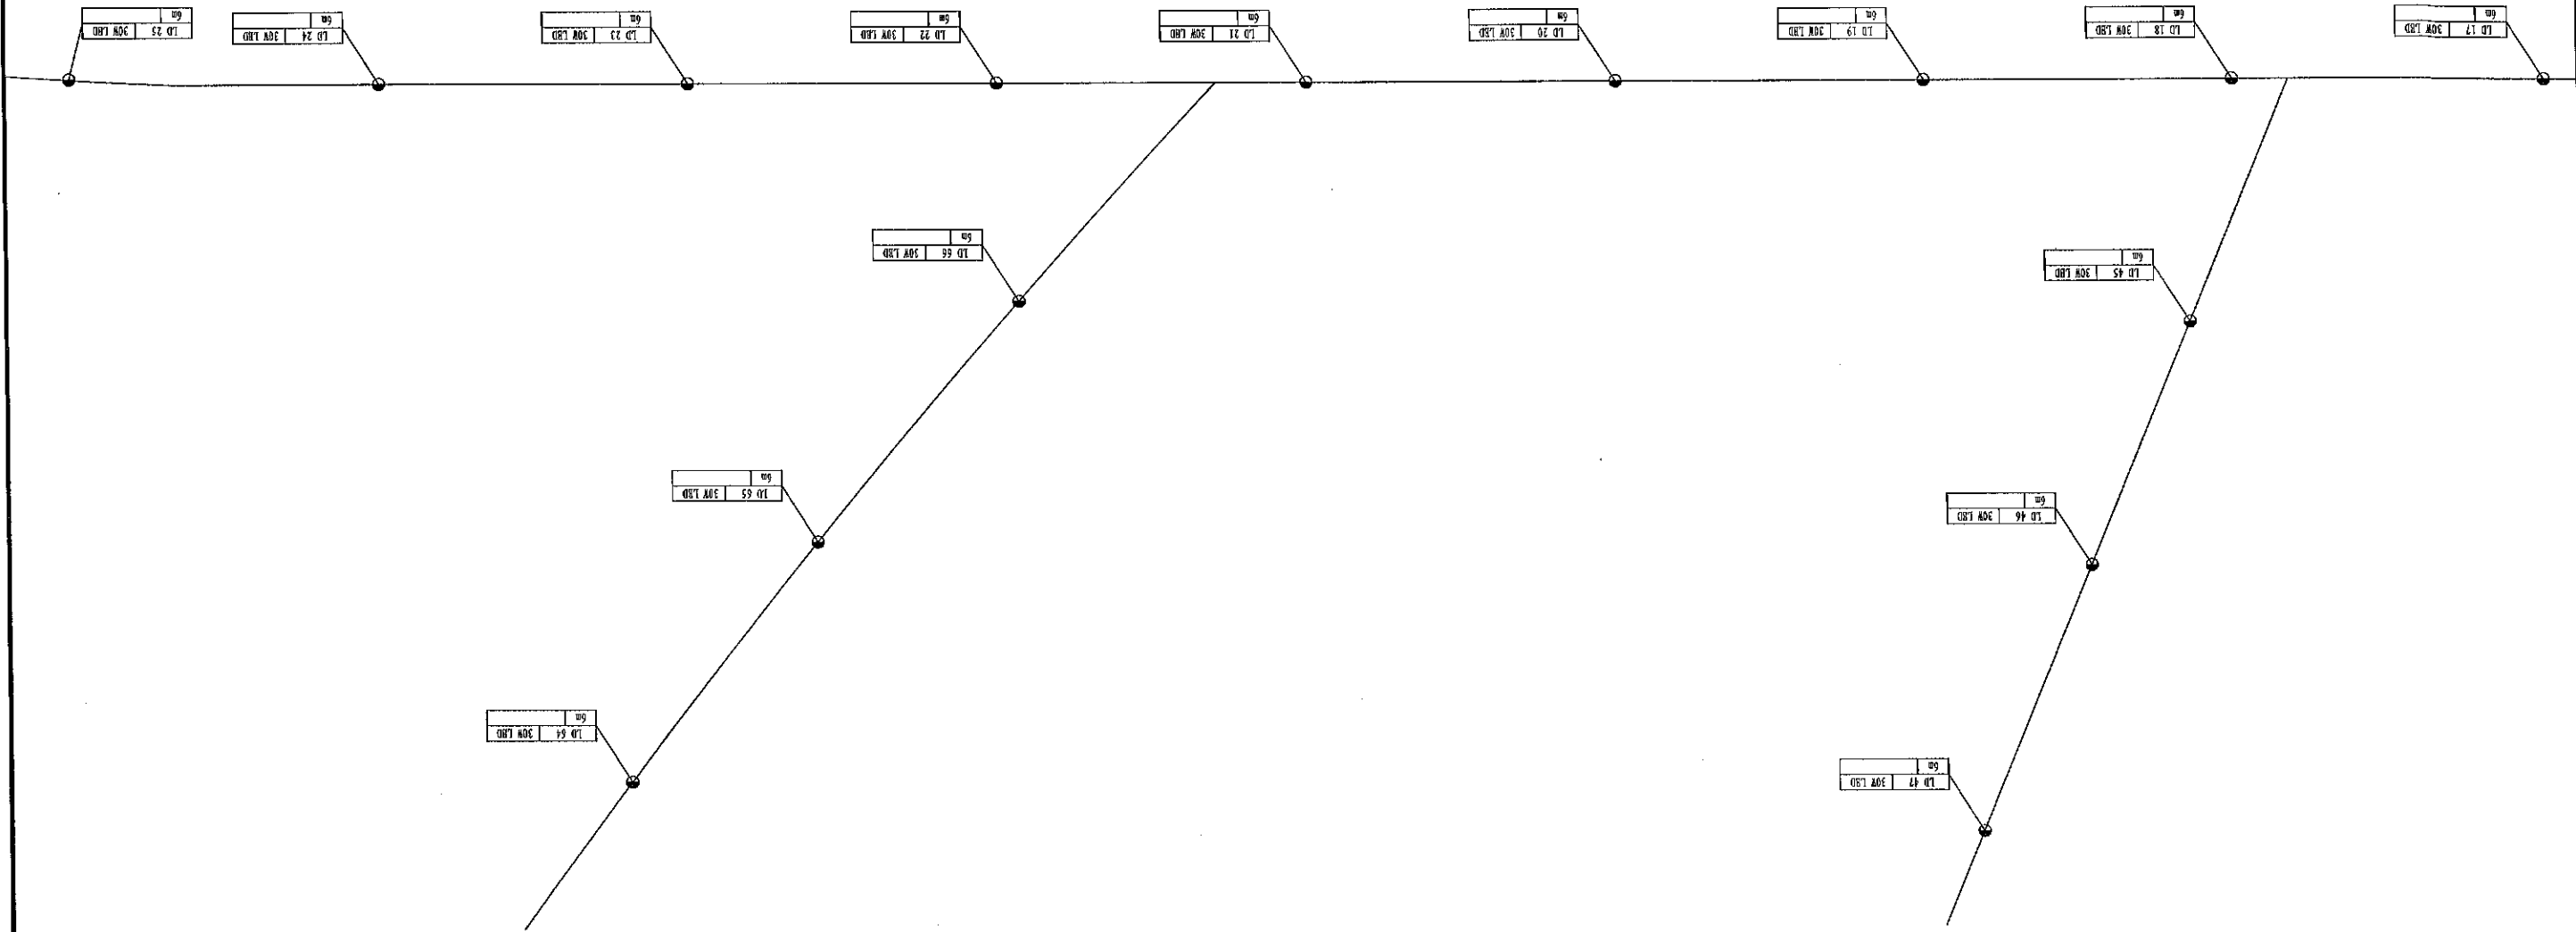 LD 47 30W LED
6m
LD 64 30W LED
6m
LD 46 30W LED
6m
LD 65 30W LED
6m
LD 45 30W LED
6m
LD 66 30W LED
6m
LD 17 30W LED
6m
LD 18 30W LED
6m
LD 19 30W LED
6m
LD 20 30W LED
6m
LD 21 30W LED
6m
LD 22 30W LED
6m
LD 23 30W LED
6m
LD 24 30W LED
6m
LD 25 30W LED
6m